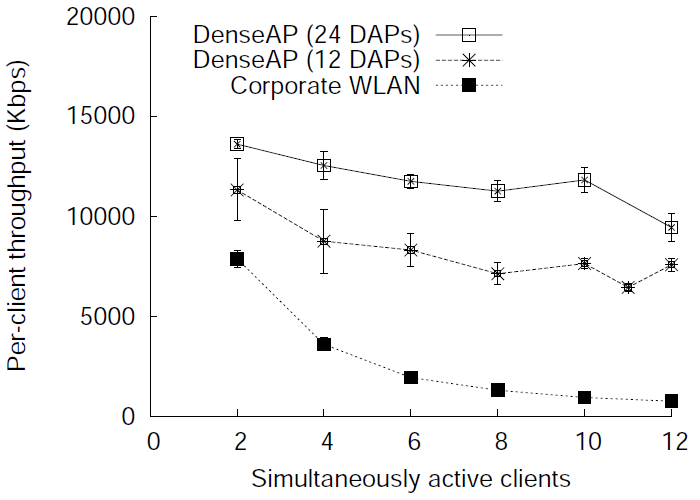 20000
15000
10000
5000
0
Per-client throughput (Kbps)
DenseAP (24 DAPs)
DenseAP (12 DAPs)
Corporate WLAN
0 2 4 6 8 10 12
Simultaneously active clients